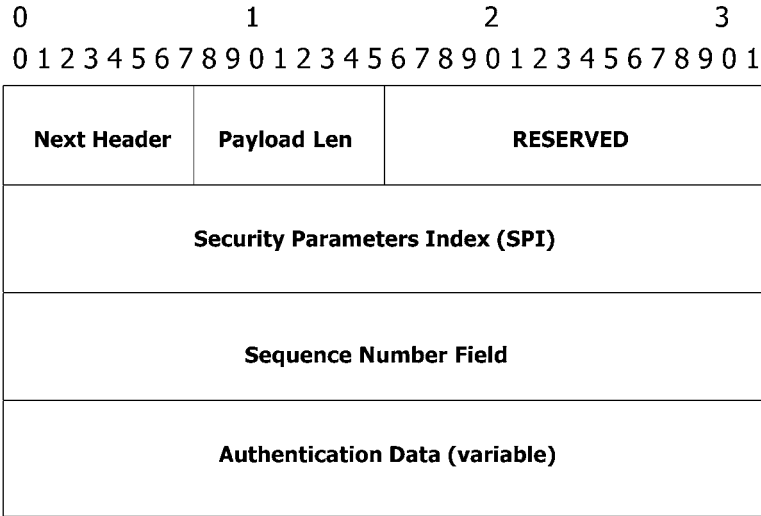 0 1 2 3
0 1 2 3 4 5 6 7 8 9 0 1 2 3 4 5 6 7 8 9 0 1 2 3 4 5 6 7 8 9 0 1
Next Header Payload Len RESERVED
Security Parameters Index (SPI)
Sequence Number Field
Authentication Data (variable)